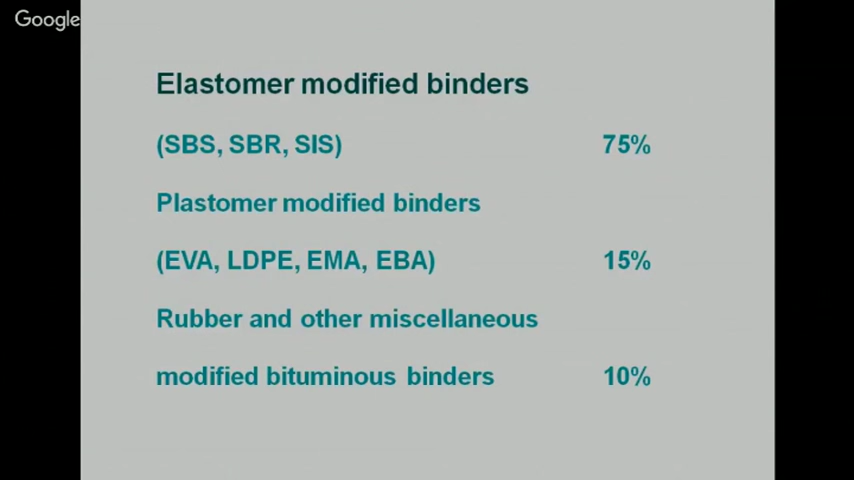 Google
Elastomer modified binders
(SBS, SBR, SIS) 75%
Plastomer modified binders
(EVA, LDPE, EMA, EBA) 15%
Rubber and other miscellaneous
modified bituminous binders 10%